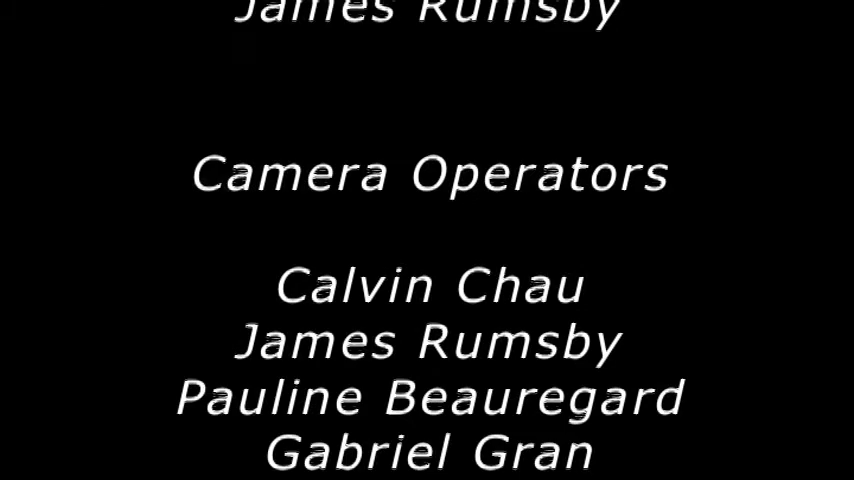 James Rumsby
Camera Operators
Calvin Chau
James Rumsby
Pauline Beauregard
Gabriel Gran